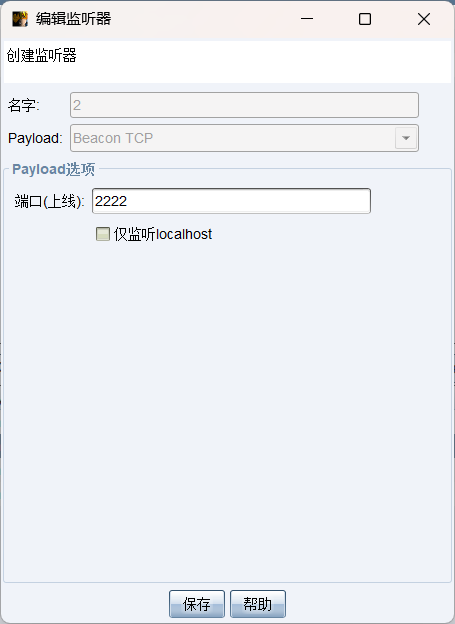 编辑监听器
创建监听器
名字: 2
Payload: Beacon TCP
Payload选项
端口(上线): 2222
仅监听localhost
保存 帮助